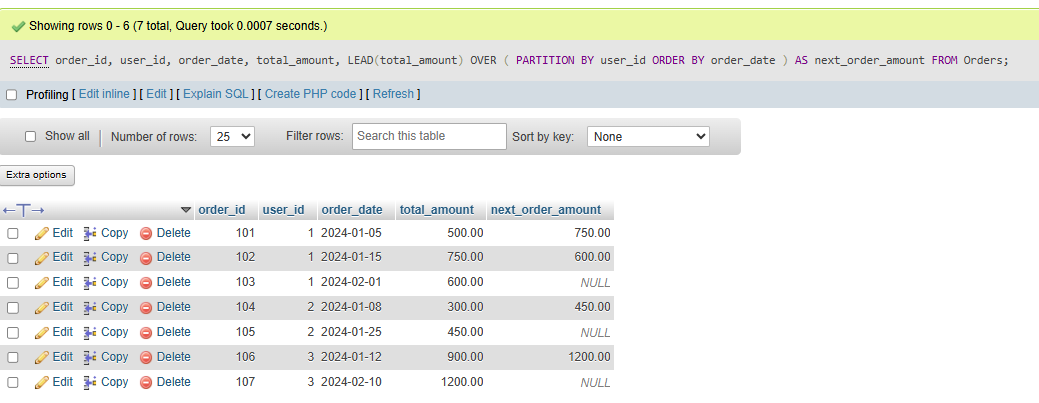 Showing rows 0 - 6 (7 total, Query took 0.0007 seconds.)
SELECT order_id, user_id, order_date, total_amount, LEAD(total_amount) OVER ( PARTITION BY user_id ORDER BY order_date ) AS next_order_amount FROM Orders;
Profiling [ Edit inline ] [ Edit ] [ Explain SQL ] [ Create PHP code ] [ Refresh ]
Show all Number of rows: 25 Filter rows: Search this table Sort by key: None
Extra options
order_id user_id order_date total_amount next_order_amount
Edit Copy Delete 101 1 2024-01-05 500.00 750.00
Edit Copy Delete 102 1 2024-01-15 750.00 600.00
Edit Copy Delete 103 1 2024-02-01 600.00 NULL
Edit Copy Delete 104 2 2024-01-08 300.00 450.00
Edit Copy Delete 105 2 2024-01-25 450.00 NULL
Edit Copy Delete 106 3 2024-01-12 900.00 1200.00
Edit Copy Delete 107 3 2024-02-10 1200.00 NULL